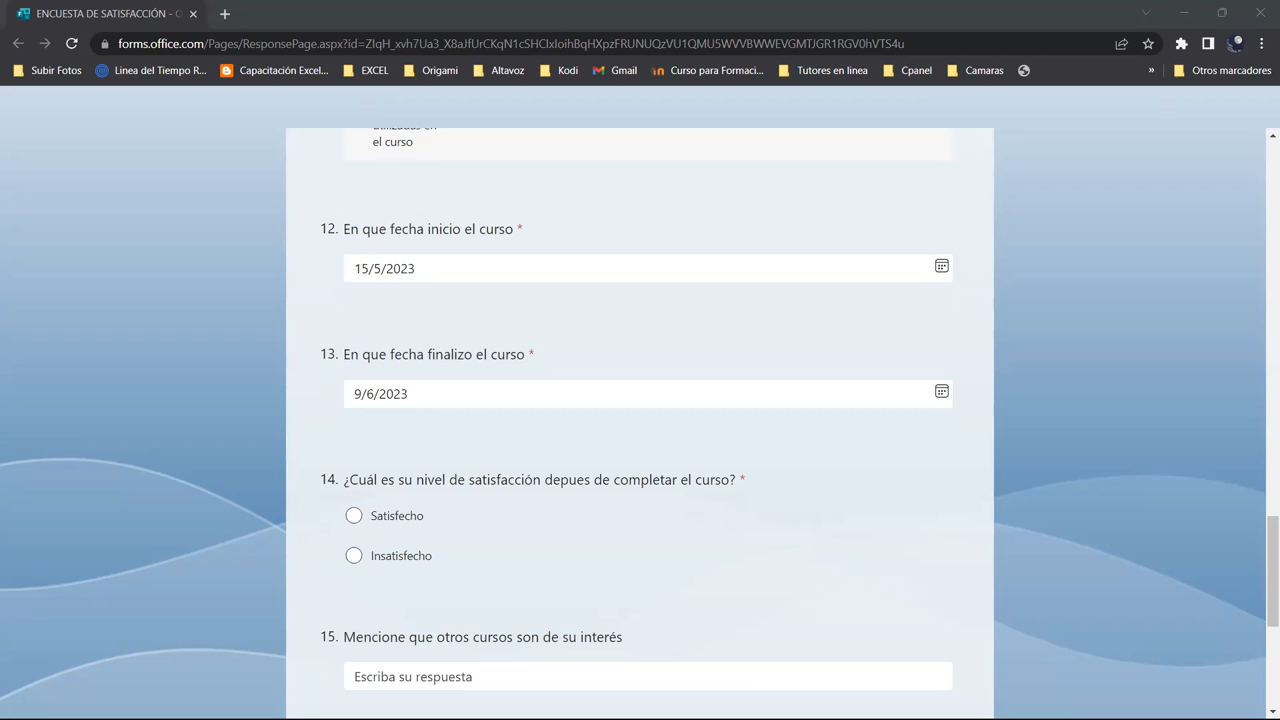 ENCUESTA DE SATISFACCIÓN - C
forms.office.com/Pages/ResponsePage.aspx?id=ZIqH_xvh7Ua3_X8aJfUrCKqN1cSHCIxIoihBqHXpzFRUNUQzVU1QMU5WVVBWWEVGMTJGR1RGV0hVTS4u
Subir Fotos Linea del Tiempo R... Capacitación Excel... EXCEL Origami Altavoz Kodi Gmail Curso para Formaci... Tutores en linea Cpanel Camaras » Otros marcadores
el curso
12. En que fecha inicio el curso *
15/5/2023
13. En que fecha finalizo el curso *
9/6/2023
14. ¿Cuál es su nivel de satisfacción depues de completar el curso? *
Satisfecho
Insatisfecho
15. Mencione que otros cursos son de su interés
Escriba su respuesta